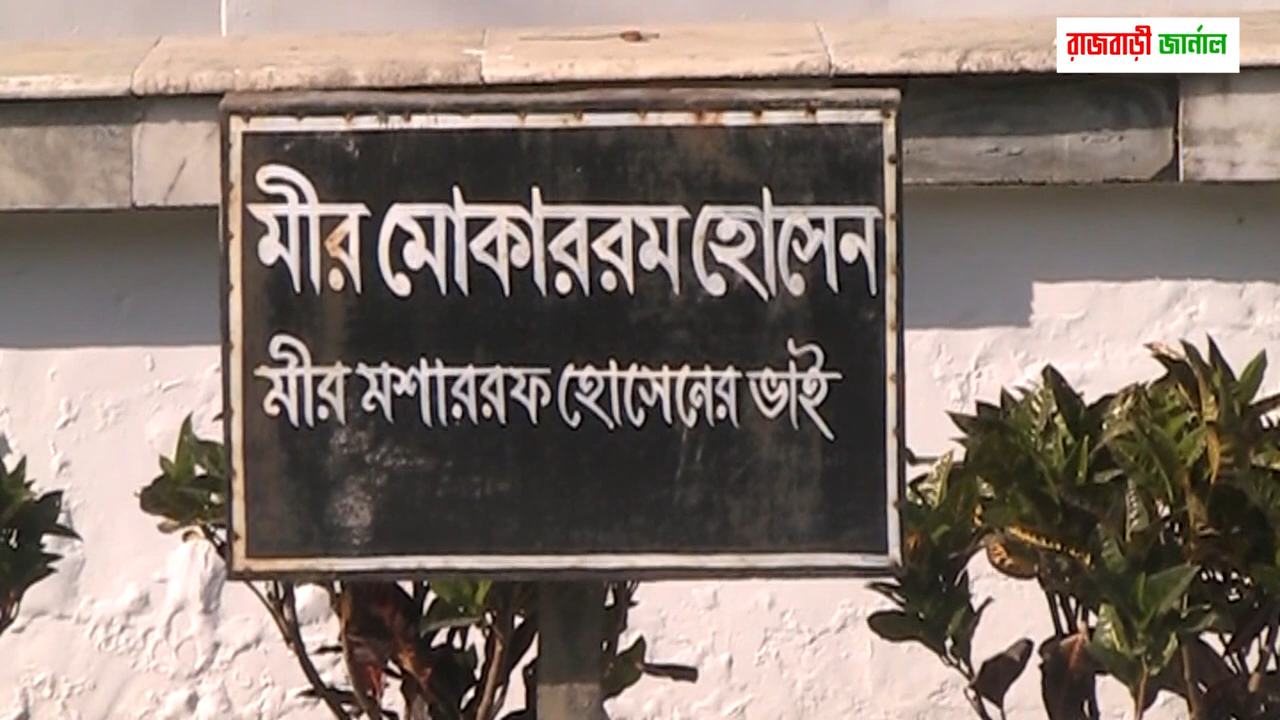 রাজবাড়ী জার্নাল
মীর মোকাররম হোসেন
মীর মশাররফ হোসেনের ভাই